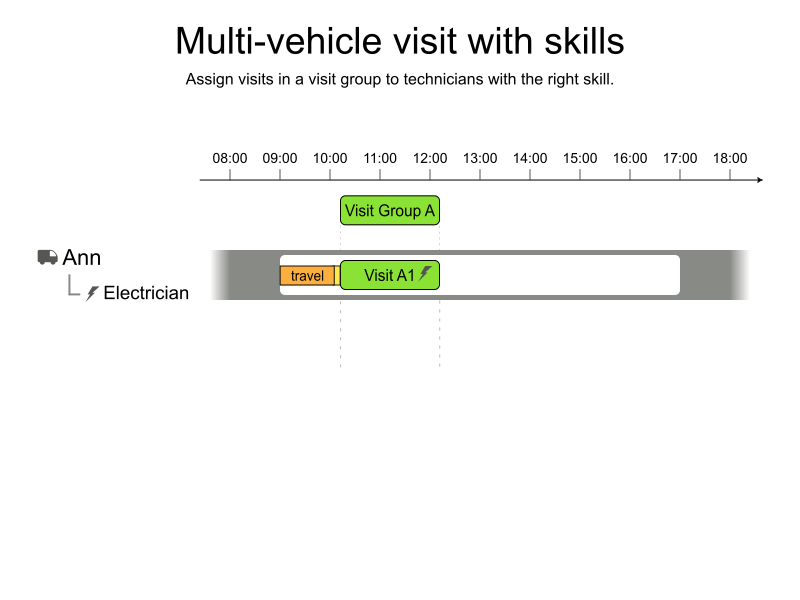 Multi-vehicle visit with skills
Assign visits in a visit group to technicians with the right skill.
08:00 09:00 10:00 11:00 12:00 13:00 14:00 15:00 16:00 17:00 18:00
Visit Group A
Ann
travel Visit A1
Electrician